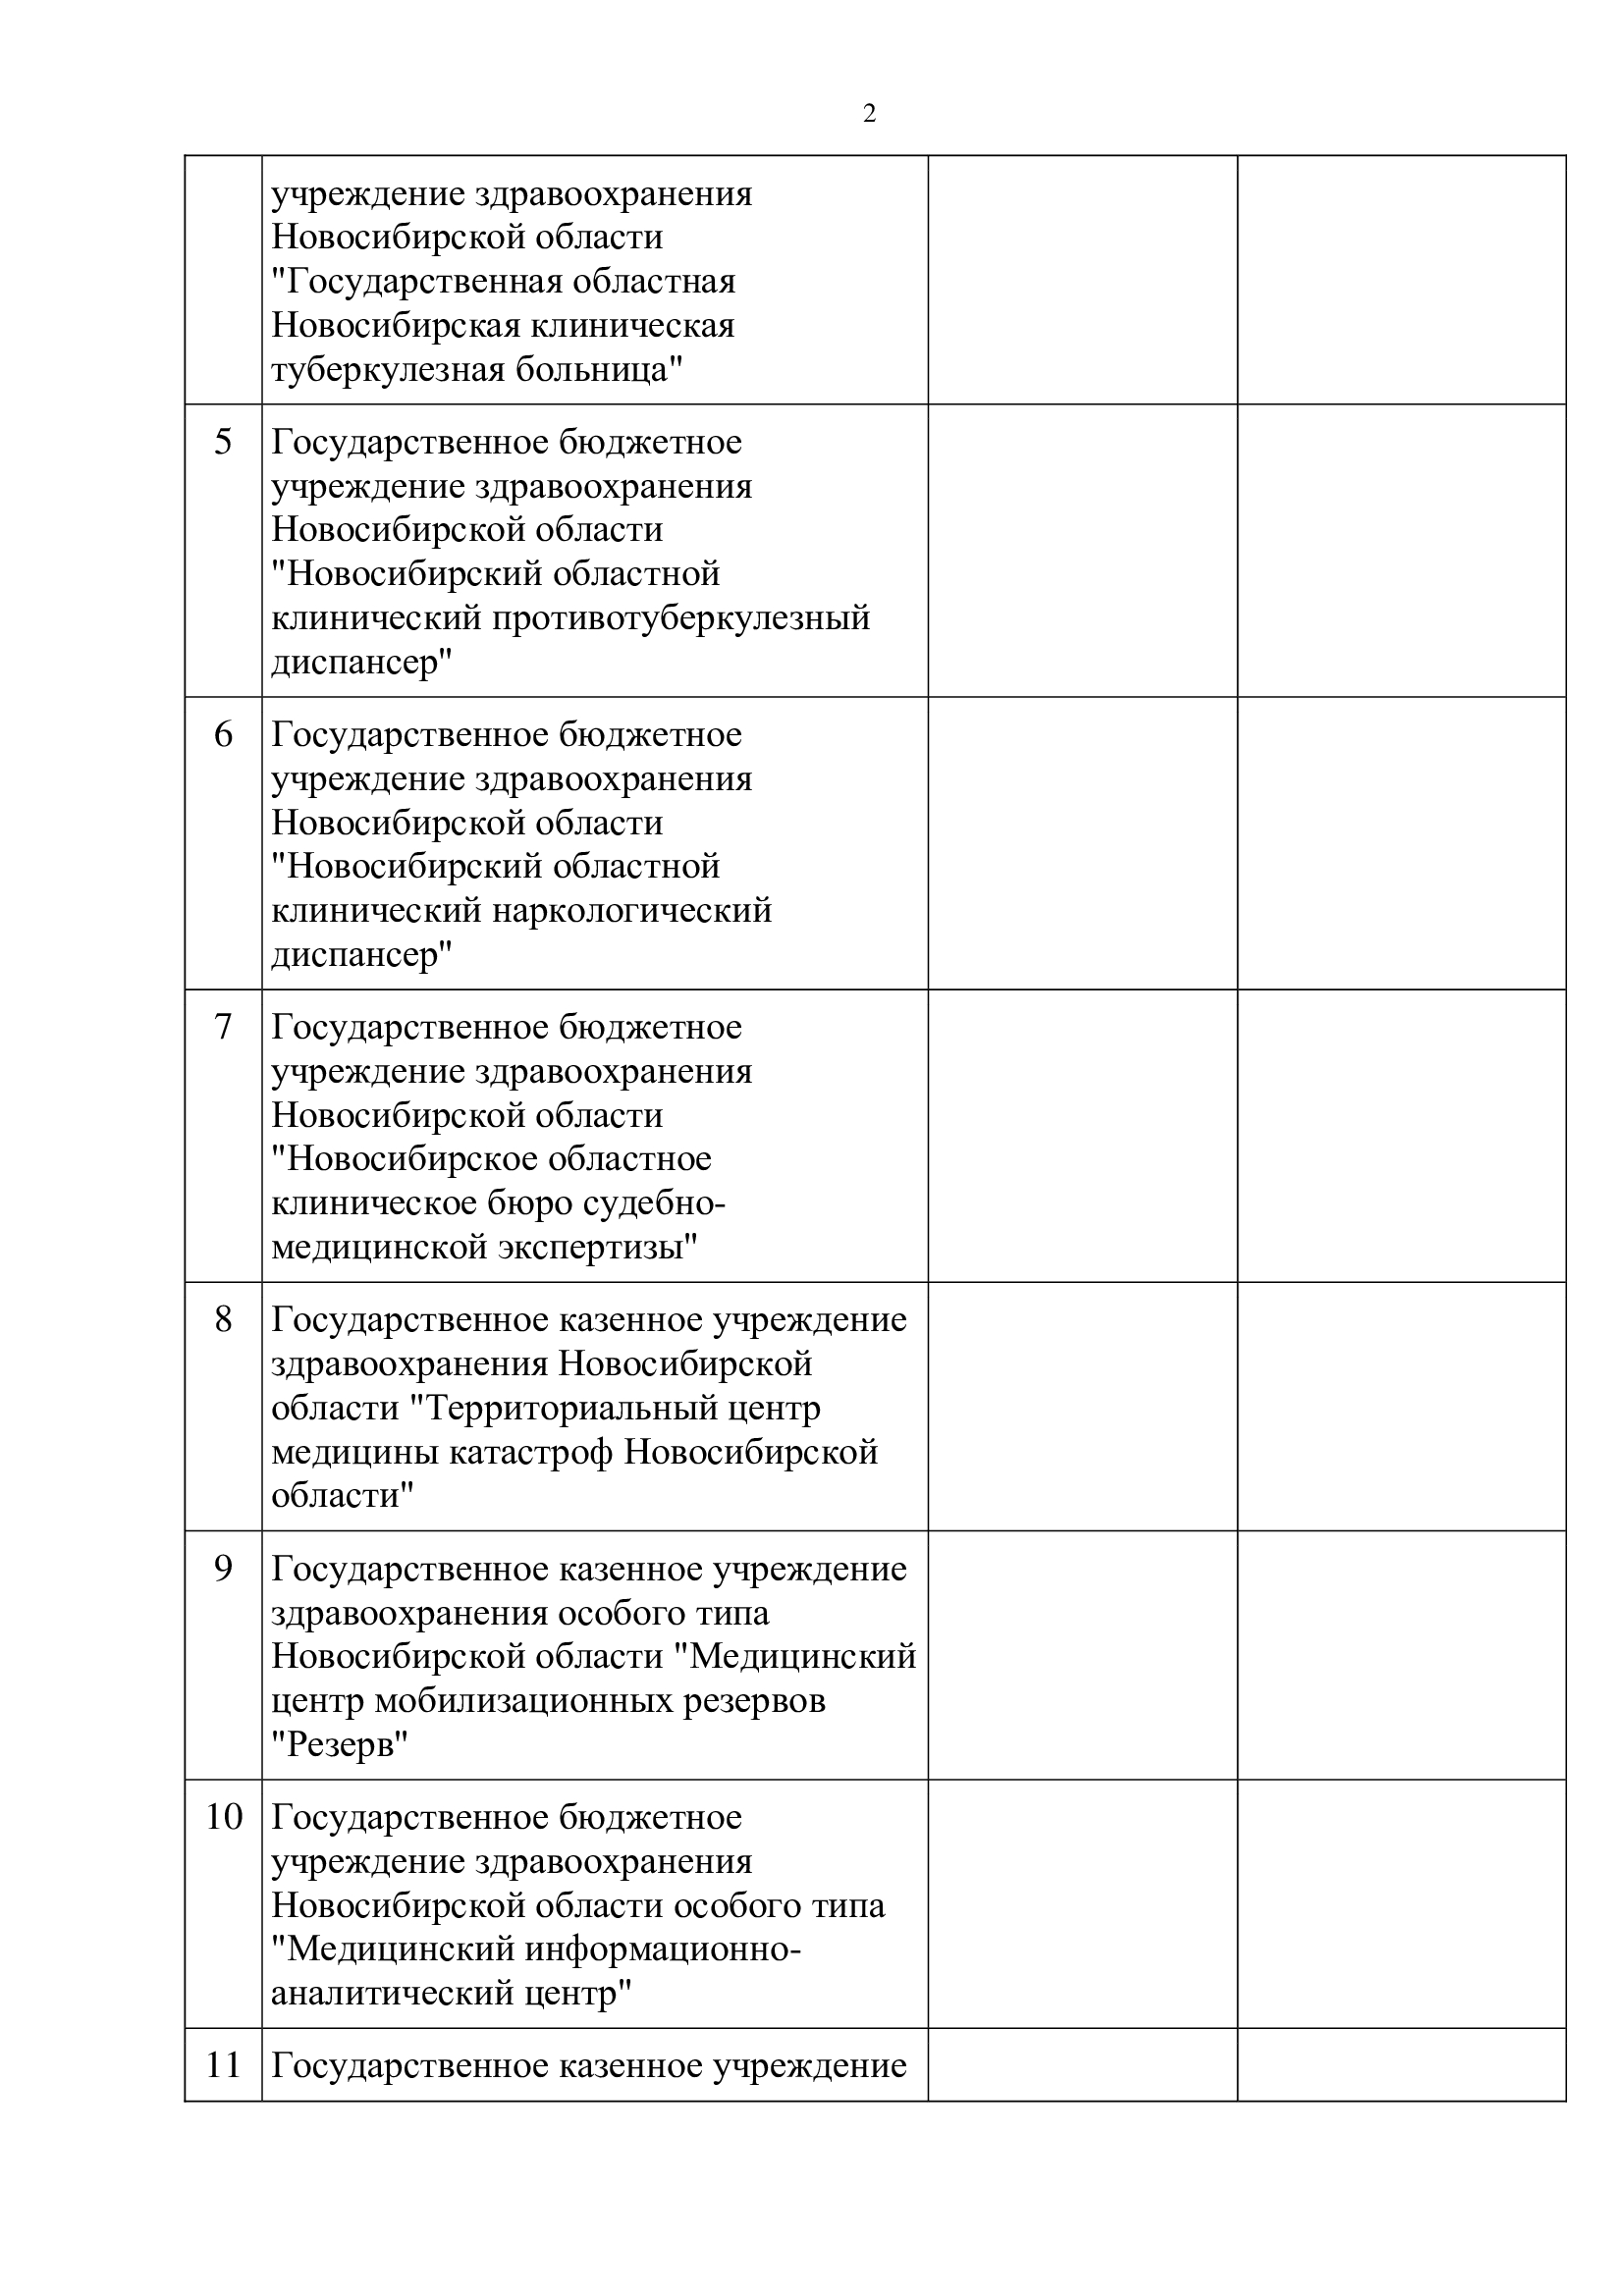 2
учреждение здравоохранения
Новосибирской области
"Государственная областная
Новосибирская клиническая
туберкулезная больница"
5 Государственное бюджетное
учреждение здравоохранения
Новосибирской области
"Новосибирский областной
клинический противотуберкулезный
диспансер"
6 Государственное бюджетное
учреждение здравоохранения
Новосибирской области
"Новосибирский областной
клинический наркологический
диспансер"
7 Государственное бюджетное
учреждение здравоохранения
Новосибирской области
"Новосибирское областное
клиническое бюро судебно-
медицинской экспертизы"
8 Государственное казенное учреждение
здравоохранения Новосибирской
области "Территориальный центр
медицины катастроф Новосибирской
области"
9 Государственное казенное учреждение
здравоохранения особого типа
Новосибирской области "Медицинский
центр мобилизационных резервов
"Резерв"
10 Государственное бюджетное
учреждение здравоохранения
Новосибирской области особого типа
"Медицинский информационно-
аналитический центр"
11 Государственное казенное учреждение